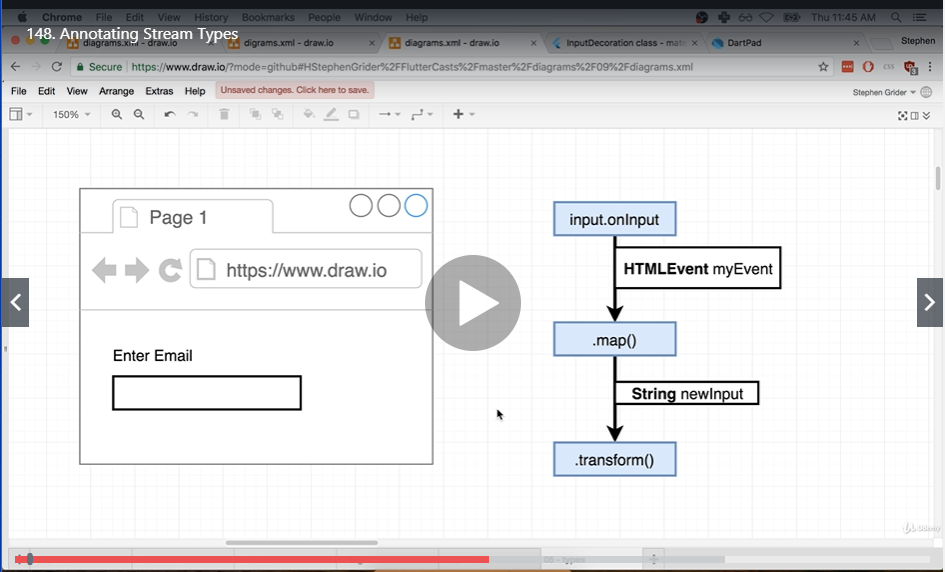 Chrome File Edit View History Bookmarks People Window Help Thu 11:45 AM
148. Annotating Stream Types
diagrams.xml - draw.io
digrams.xml - draw.io
diagrams.xml - draw.io
InputDecoration class - mate
DartPad
Stephen
Secure https://www.draw.io/?mode=github#HStephenGrider%2FFlutterCasts%2Fmaster%2Fdiagrams%2F09%2Fdiagrams.xml
File Edit View Arrange Extras Help Unsaved changes. Click here to save. Stephen Grider
150%
Page 1
https://www.draw.io
Enter Email
input.onInput
HTMLEvent myEvent
.map()
String newInput
.transform()
Udemy